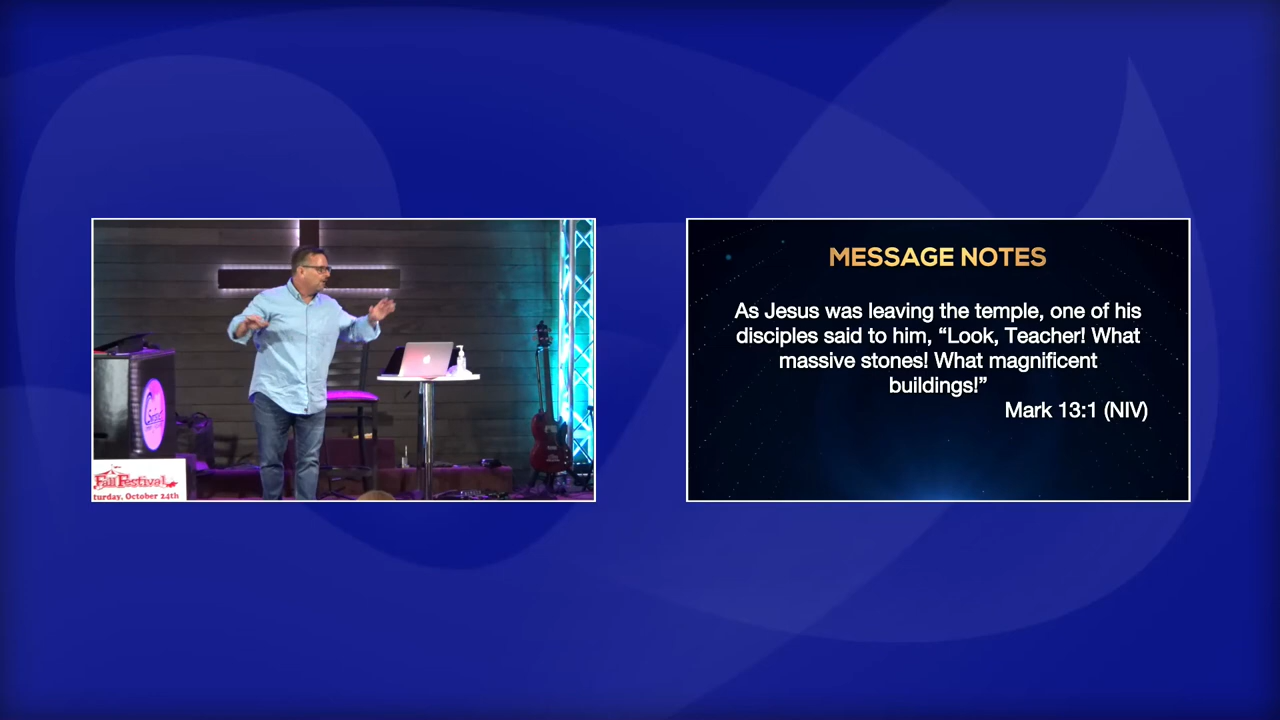 Fall Festival
turday, October 24th
MESSAGE NOTES
As Jesus was leaving the temple, one of his
disciples said to him, “Look, Teacher! What
massive stones! What magnificent
buildings!”
Mark 13:1 (NIV)